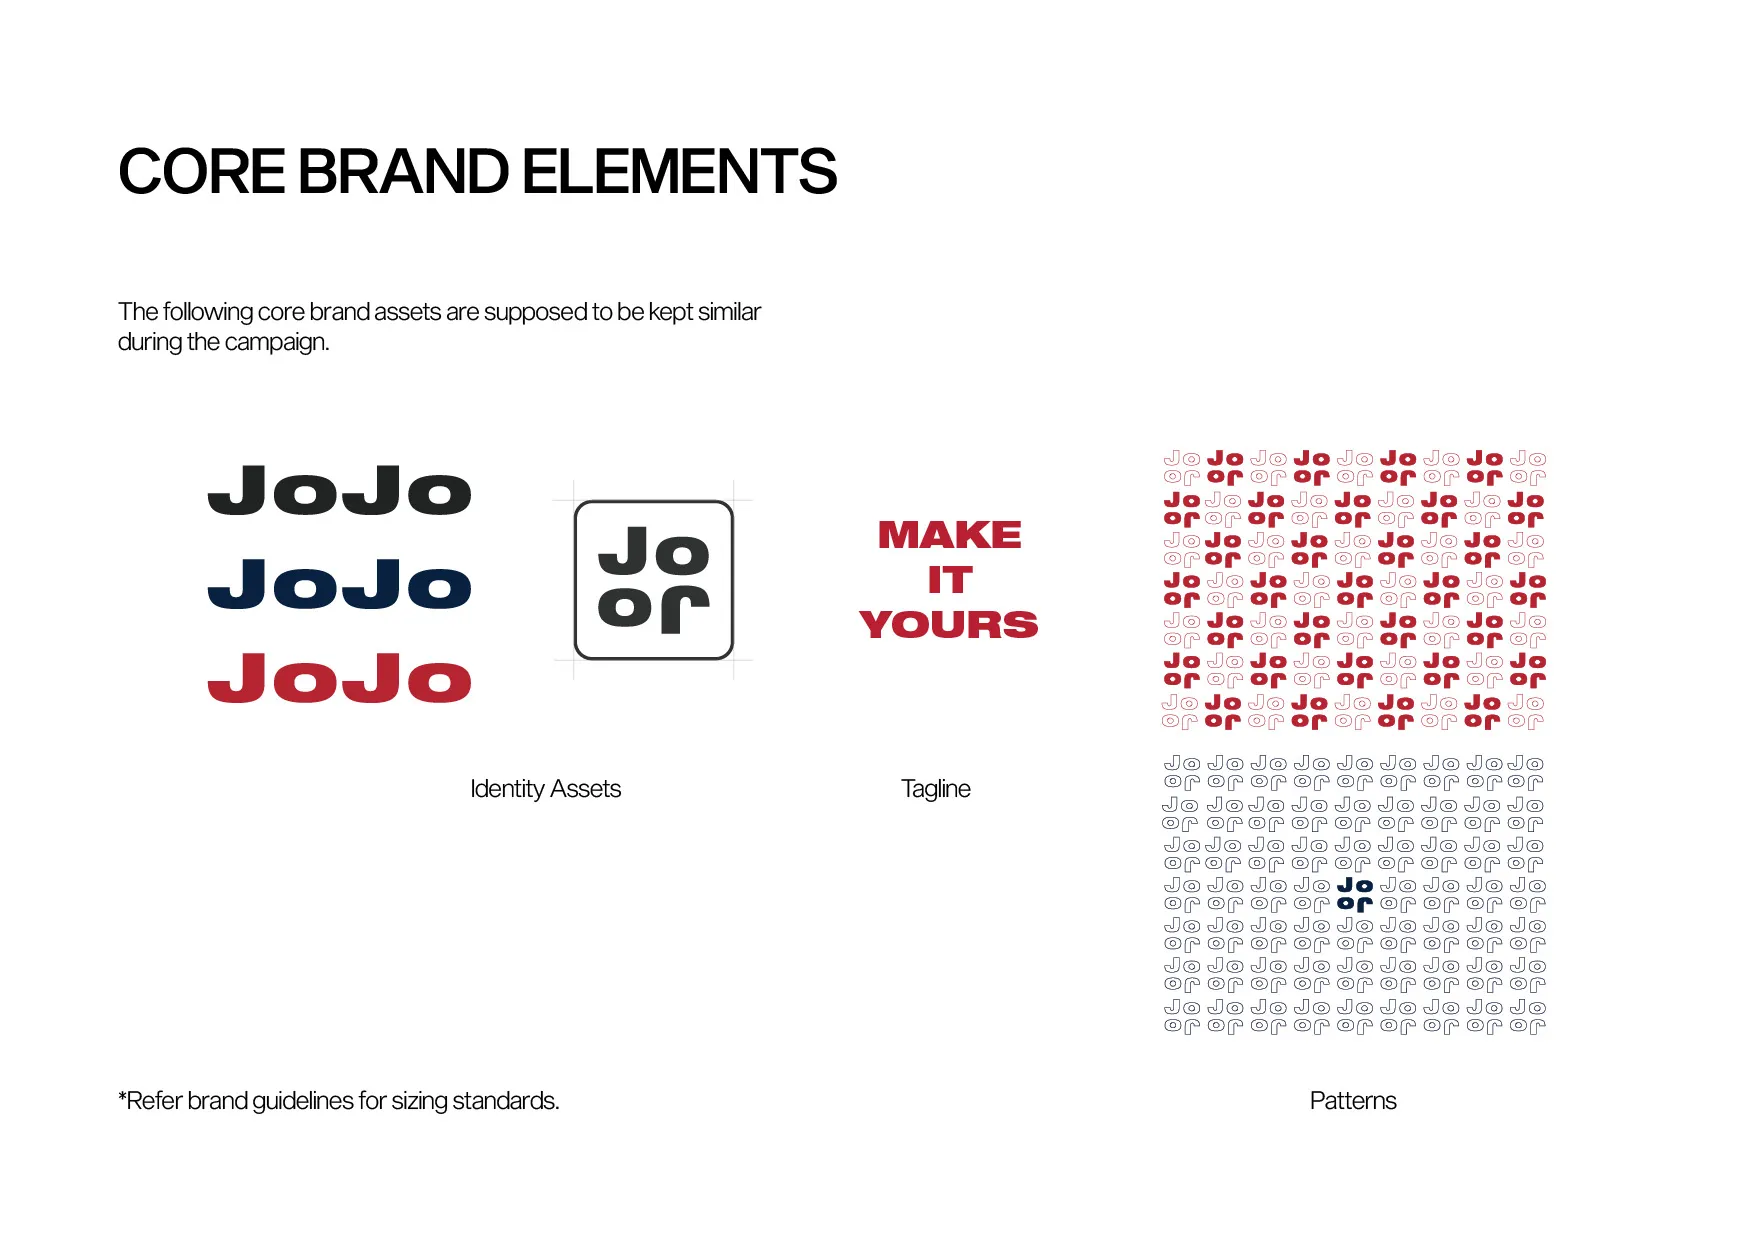 CORE BRAND ELEMENTS
The following core brand assets are supposed to be kept similar
during the campaign.
JoJo
JoJo
JoJo
Jo
or
MAKE
IT
YOURS
Identity Assets
Tagline
*Refer brand guidelines for sizing standards.
Patterns